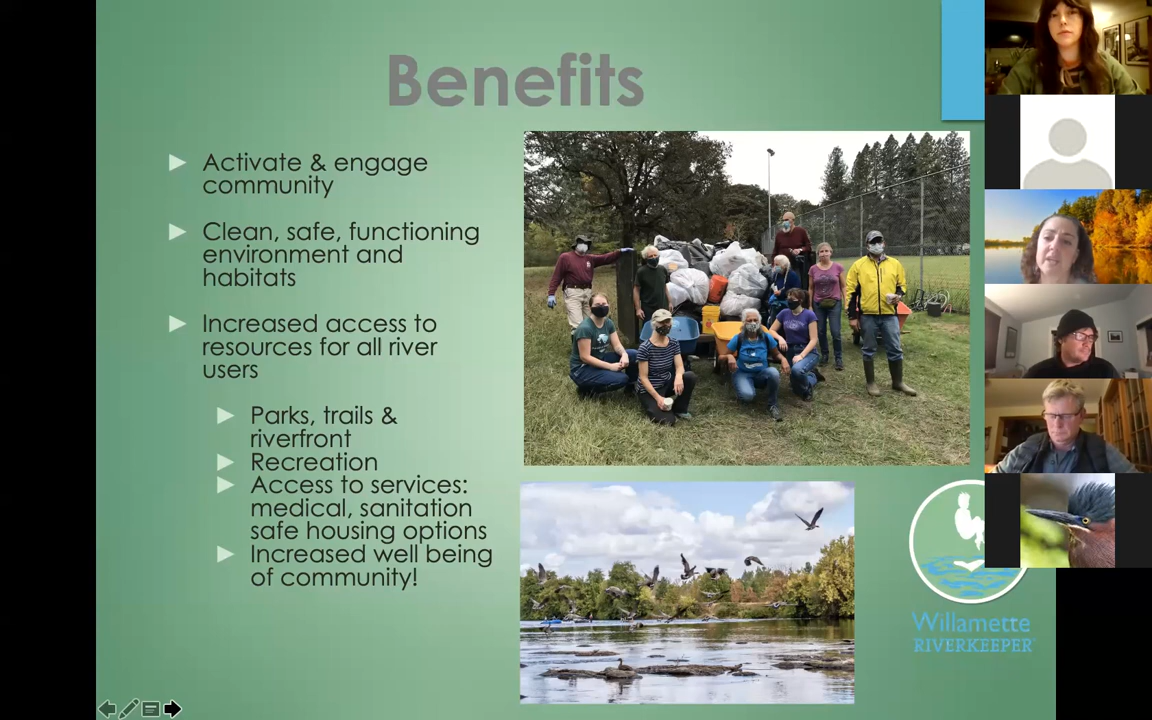 Benefits
Activate & engage
community
Clean, safe, functioning
environment and
habitats
Increased access to
resources for all river
users
Parks, trails &
riverfront
Recreation
Access to services:
medical, sanitation
safe housing options
Increased well being
of community!
Willamette
RIVERKEEPER